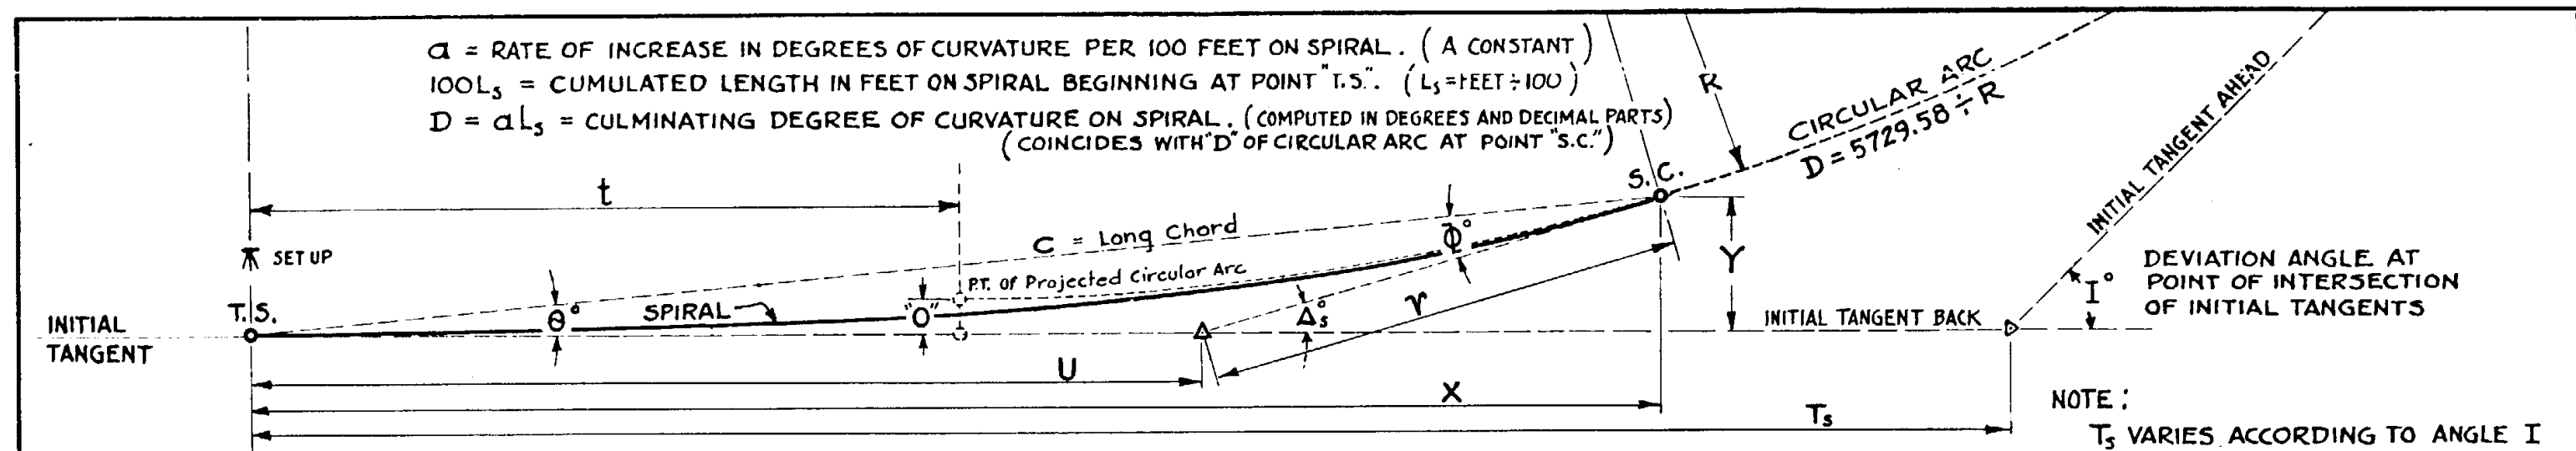 a = RATE OF INCREASE IN DEGREES OF CURVATURE PER 100 FEET ON SPIRAL. (A CONSTANT)
100Ls = CUMULATED LENGTH IN FEET ON SPIRAL BEGINNING AT POINT "T.S.". (Ls=FEET÷100)
D = aLs = CULMINATING DEGREE OF CURVATURE ON SPIRAL. (COMPUTED IN DEGREES AND DECIMAL PARTS)
(COINCIDES WITH "D" OF CIRCULAR ARC AT POINT "S.C.")
R
CIRCULAR ARC
D = 5729.58 ÷ R
INITIAL TANGENT AHEAD
t
S.C.
C = Long Chord
Φ°
Y
SET UP
P.T. of Projected Circular Arc
DEVIATION ANGLE AT
POINT OF INTERSECTION
OF INITIAL TANGENTS
I°
T.S.
θ°
SPIRAL
"O"
Δs°
r
INITIAL TANGENT BACK
INITIAL
TANGENT
U
X
Ts
NOTE:
Ts VARIES ACCORDING TO ANGLE I